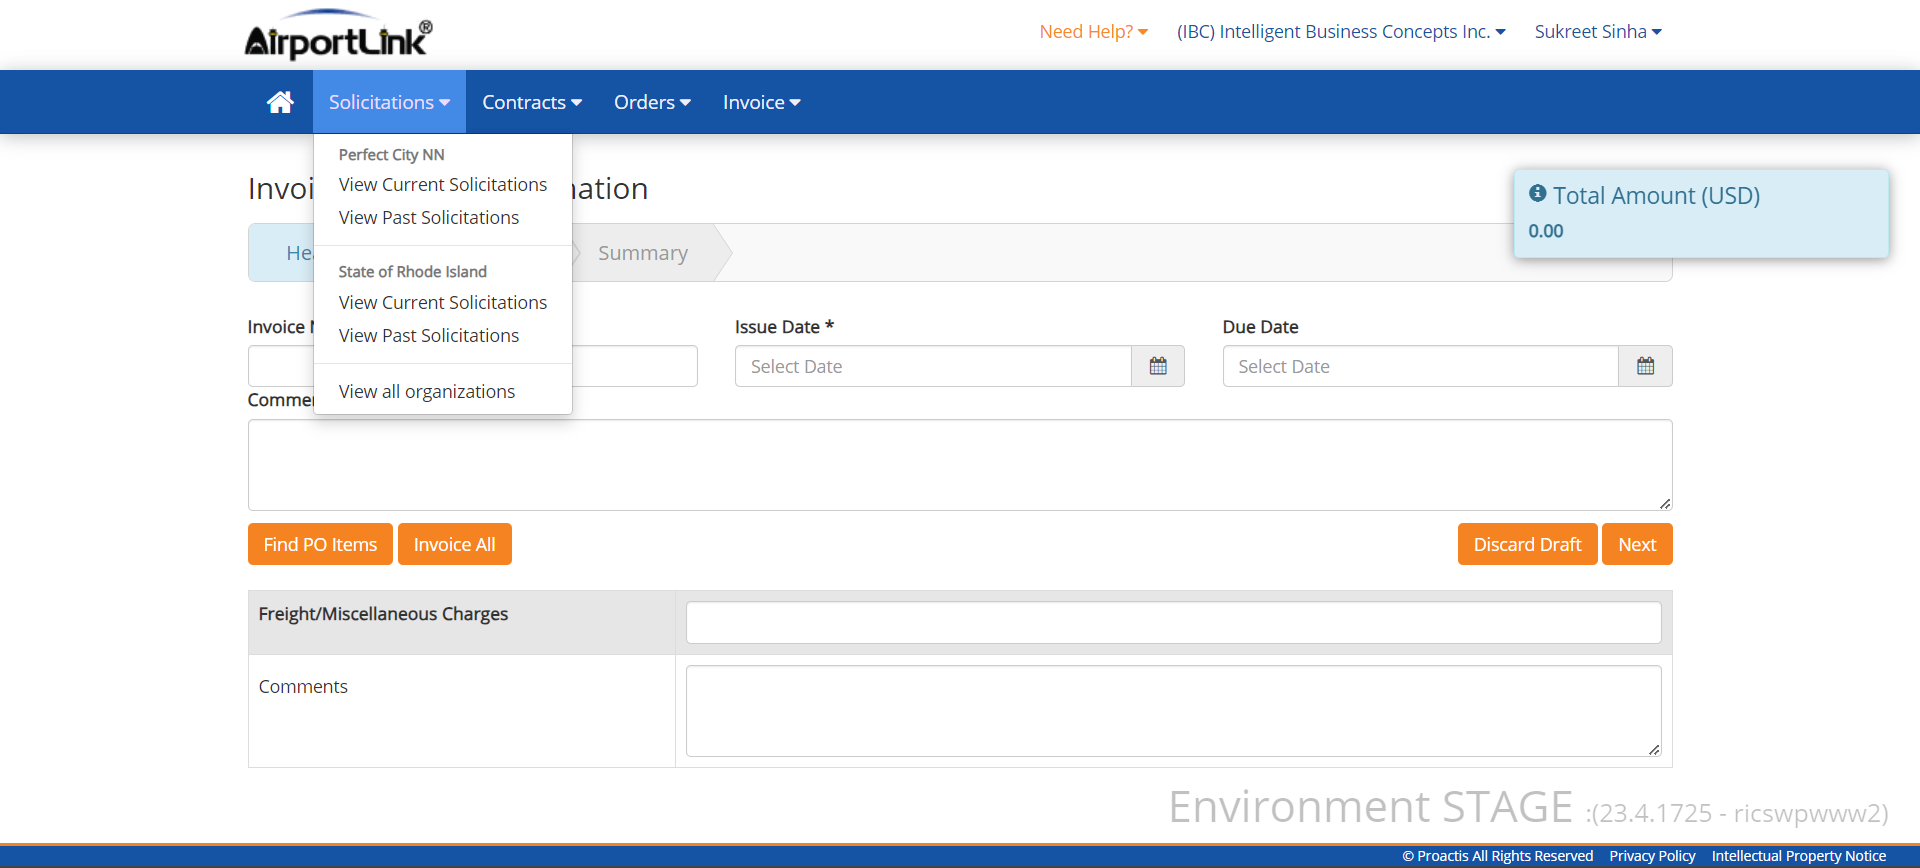 AirportLink®
Need Help? (IBC) Intelligent Business Concepts Inc. Sukreet Sinha
Solicitations Contracts Orders Invoice
Perfect City NN
View Current Solicitations
View Past Solicitations
State of Rhode Island
View Current Solicitations
View Past Solicitations
View all organizations
Total Amount (USD)
0.00
Summary
Invoice
Issue Date *
Due Date
Select Date
Select Date
Find PO Items Invoice All Discard Draft Next
Freight/Miscellaneous Charges
Comments
Environment STAGE :(23.4.1725 - ricswpwww2)
© Proactis All Rights Reserved Privacy Policy Intellectual Property Notice